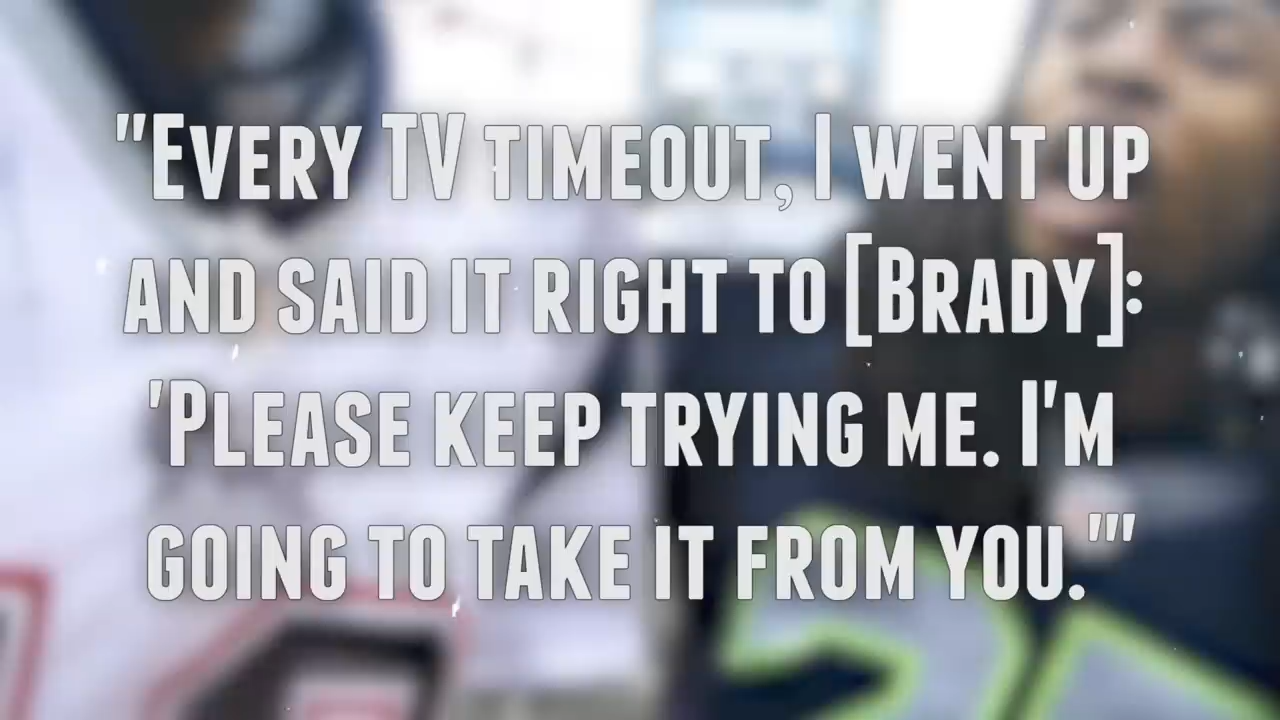 "Every TV timeout, I went up
and said it right to [Brady]:
'Please keep trying me. I'm
going to take it from you.'"